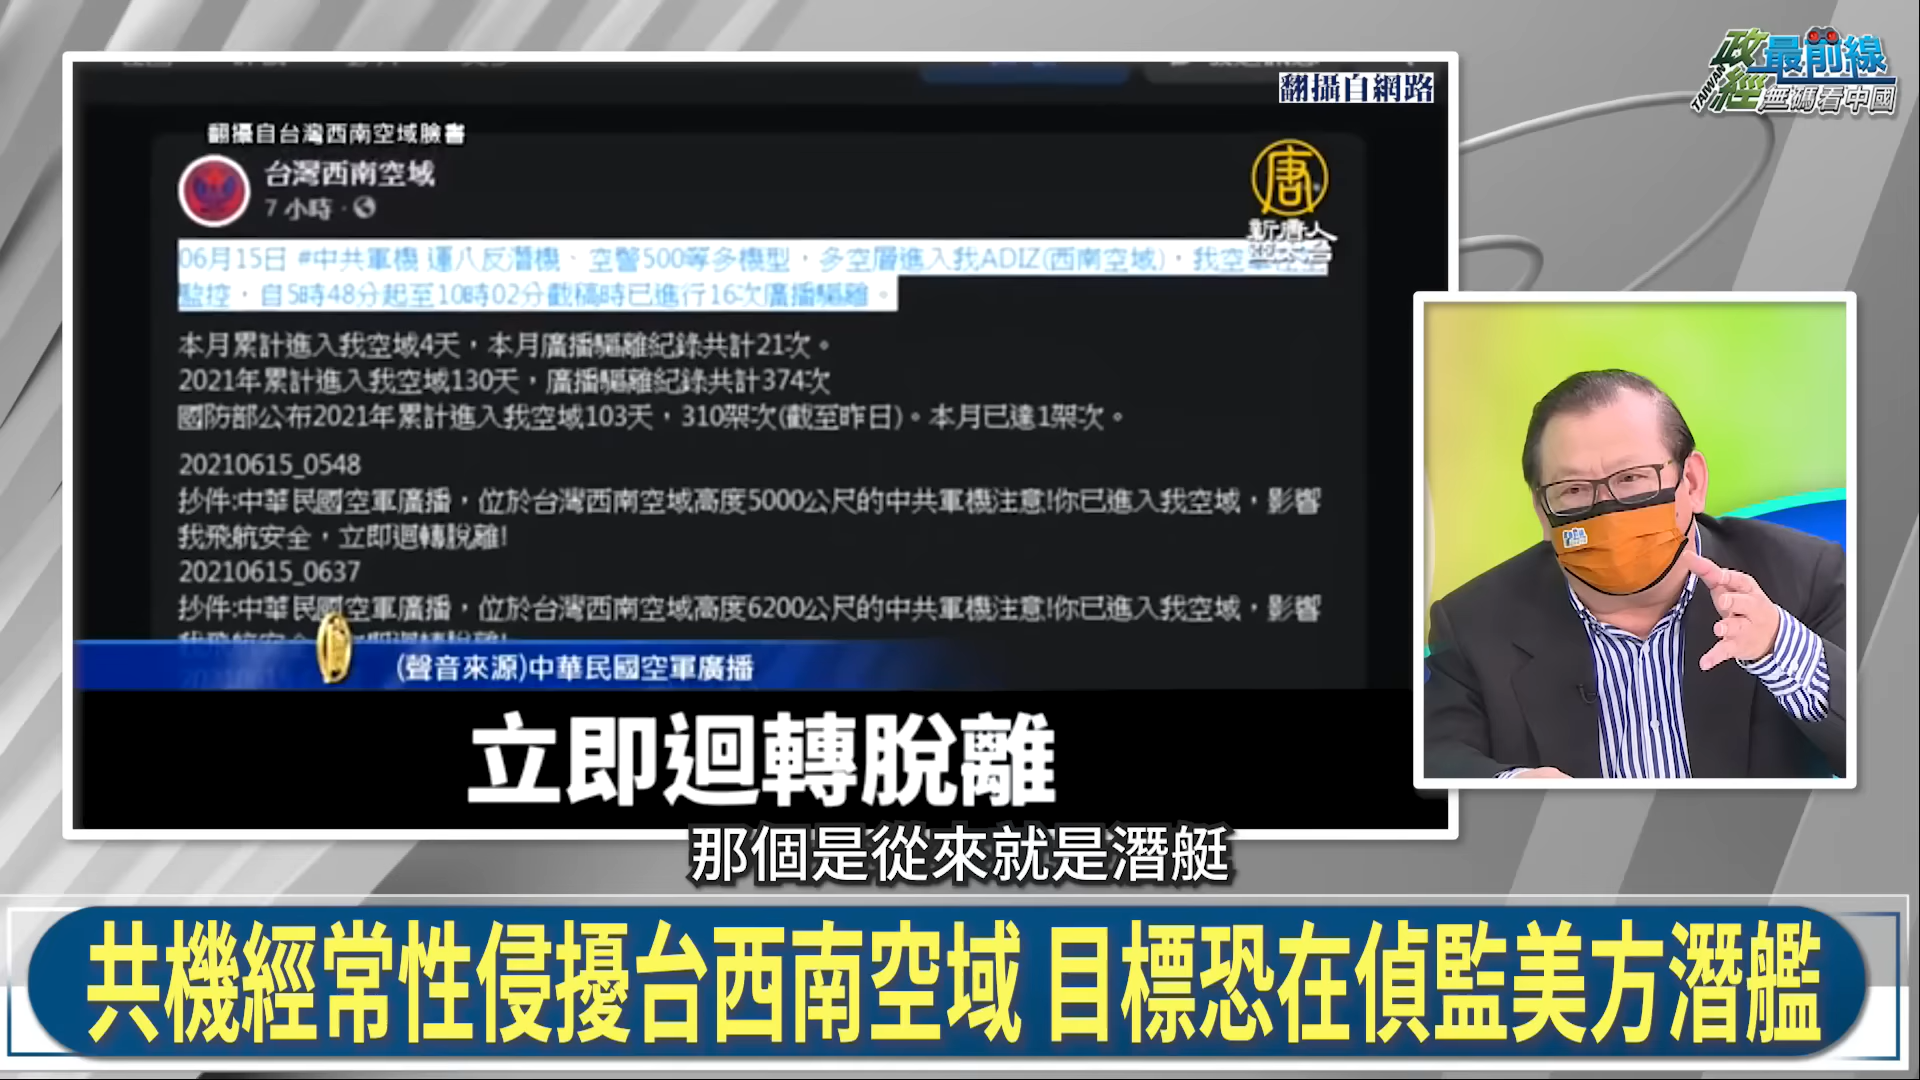 翻攝自網路
政經最前線
TAIWAN
無碼看中國
翻攝自台灣西南空域臉書
台灣西南空域
7 小時
唐
新唐人
06月15日 #中共軍機 運八反潛機、空警500等多機型，多空層進入我ADIZ(西南空域)，我空
監控，自5時48分起至10時02分截稿時已進行16次廣播驅離。
本月累計進入我空域4天，本月廣播驅離紀錄共計21次。
2021年累計進入我空域130天，廣播驅離紀錄共計374次
國防部公布2021年累計進入我空域103天，310架次(截至昨日)。本月已達1架次。
20210615_0548
抄件:中華民國空軍廣播，位於台灣西南空域高度5000公尺的中共軍機注意!你已進入我空域，影響
我飛航安全，立即迴轉脫離!
20210615_0637
抄件:中華民國空軍廣播，位於台灣西南空域高度6200公尺的中共軍機注意!你已進入我空域，影響
(聲音來源)中華民國空軍廣播
立即迴轉脫離
那個是從來就是潛艇
共機經常性侵擾台西南空域 目標恐在偵監美方潛艦